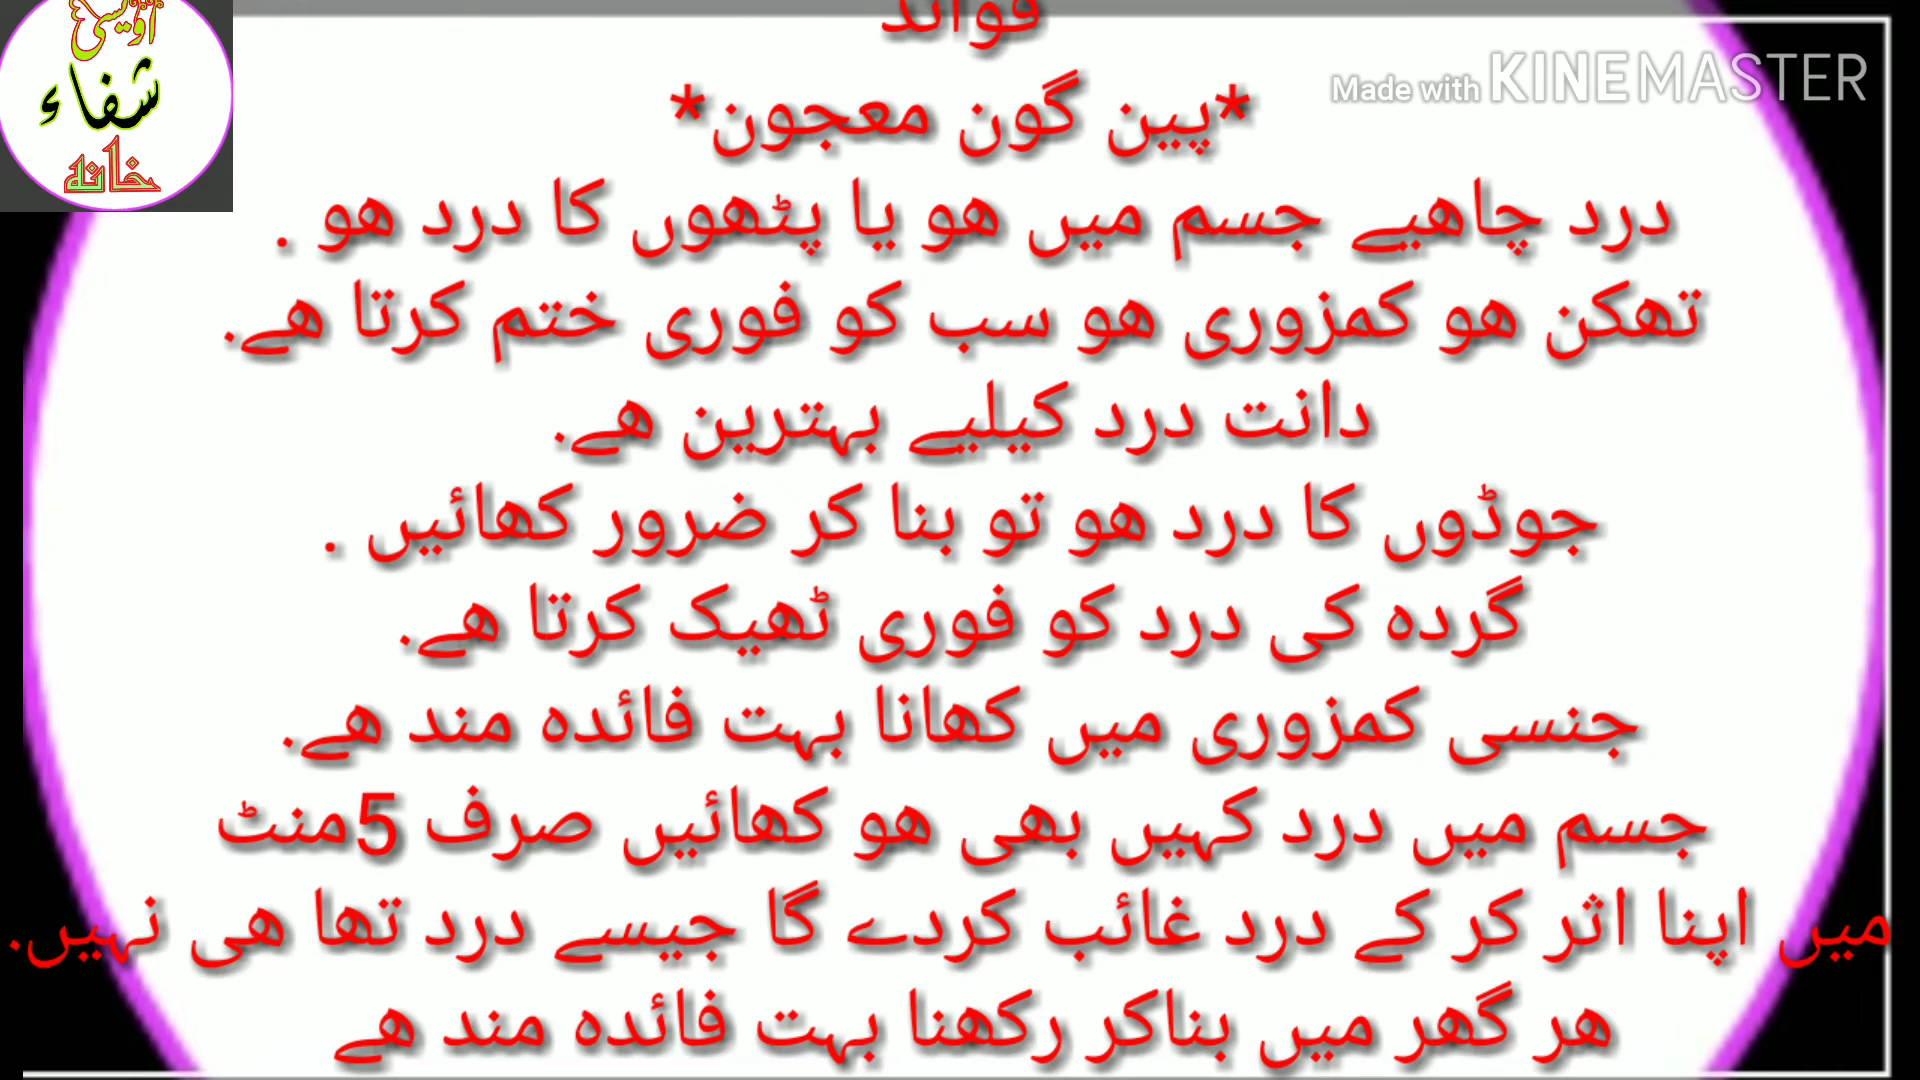 اویسی
شفاء
خانه
Made with KINEMASTER
فوائد
*پین گون معجون*
درد چاھیے جسم میں ھو یا پٹھوں کا درد ھو .
تھکن ھو کمزوری ھو سب کو فوری ختم کرتا ھے.
دانت درد کیلیے بہترین ھے.
جوڈوں کا درد ھو تو بنا کر ضرور کھائیں .
گردہ کی درد کو فوری ٹھیک کرتا ھے.
جنسی کمزوری میں کھانا بہت فائدہ مند ھے.
جسم میں درد کہیں بھی ھو کھائیں صرف 5منٹ
میں اپنا اثر کر کے درد غائب کردے گا جیسے درد تھا ھی نہیں.
ھر گھر میں بناکر رکھنا بہت فائدہ مند ھے